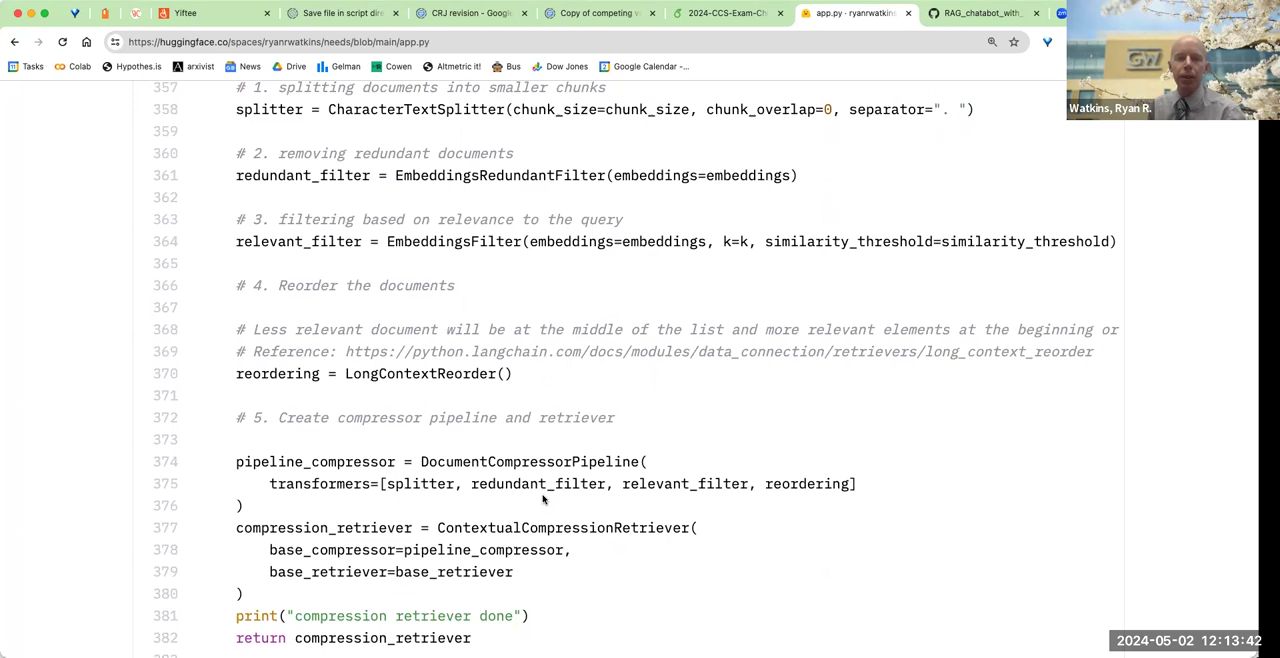 Yiftee
Save file in script dire
CRJ revision - Google
Copy of competing v
2024-CCS-Exam-Ch
app.py · ryanrwatkins
RAG_chatabot_with_
https://huggingface.co/spaces/ryanrwatkins/needs/blob/main/app.py
Tasks Colab Hypothes.is arxivist News Drive Gelman Cowen Altmetric it! Bus Dow Jones Google Calendar -...
GW
Watkins, Ryan R.
357 # 1. splitting documents into smaller chunks
358 splitter = CharacterTextSplitter(chunk_size=chunk_size, chunk_overlap=0, separator=". ")
359
360 # 2. removing redundant documents
361 redundant_filter = EmbeddingsRedundantFilter(embeddings=embeddings)
362
363 # 3. filtering based on relevance to the query
364 relevant_filter = EmbeddingsFilter(embeddings=embeddings, k=k, similarity_threshold=similarity_threshold)
365
366 # 4. Reorder the documents
367
368 # Less relevant document will be at the middle of the list and more relevant elements at the beginning or
369 # Reference: https://python.langchain.com/docs/modules/data_connection/retrievers/long_context_reorder
370 reordering = LongContextReorder()
371
372 # 5. Create compressor pipeline and retriever
373
374 pipeline_compressor = DocumentCompressorPipeline(
375 transformers=[splitter, redundant_filter, relevant_filter, reordering]
376 )
377 compression_retriever = ContextualCompressionRetriever(
378 base_compressor=pipeline_compressor,
379 base_retriever=base_retriever
380 )
381 print("compression retriever done")
382 return compression_retriever
2024-05-02 12:13:42